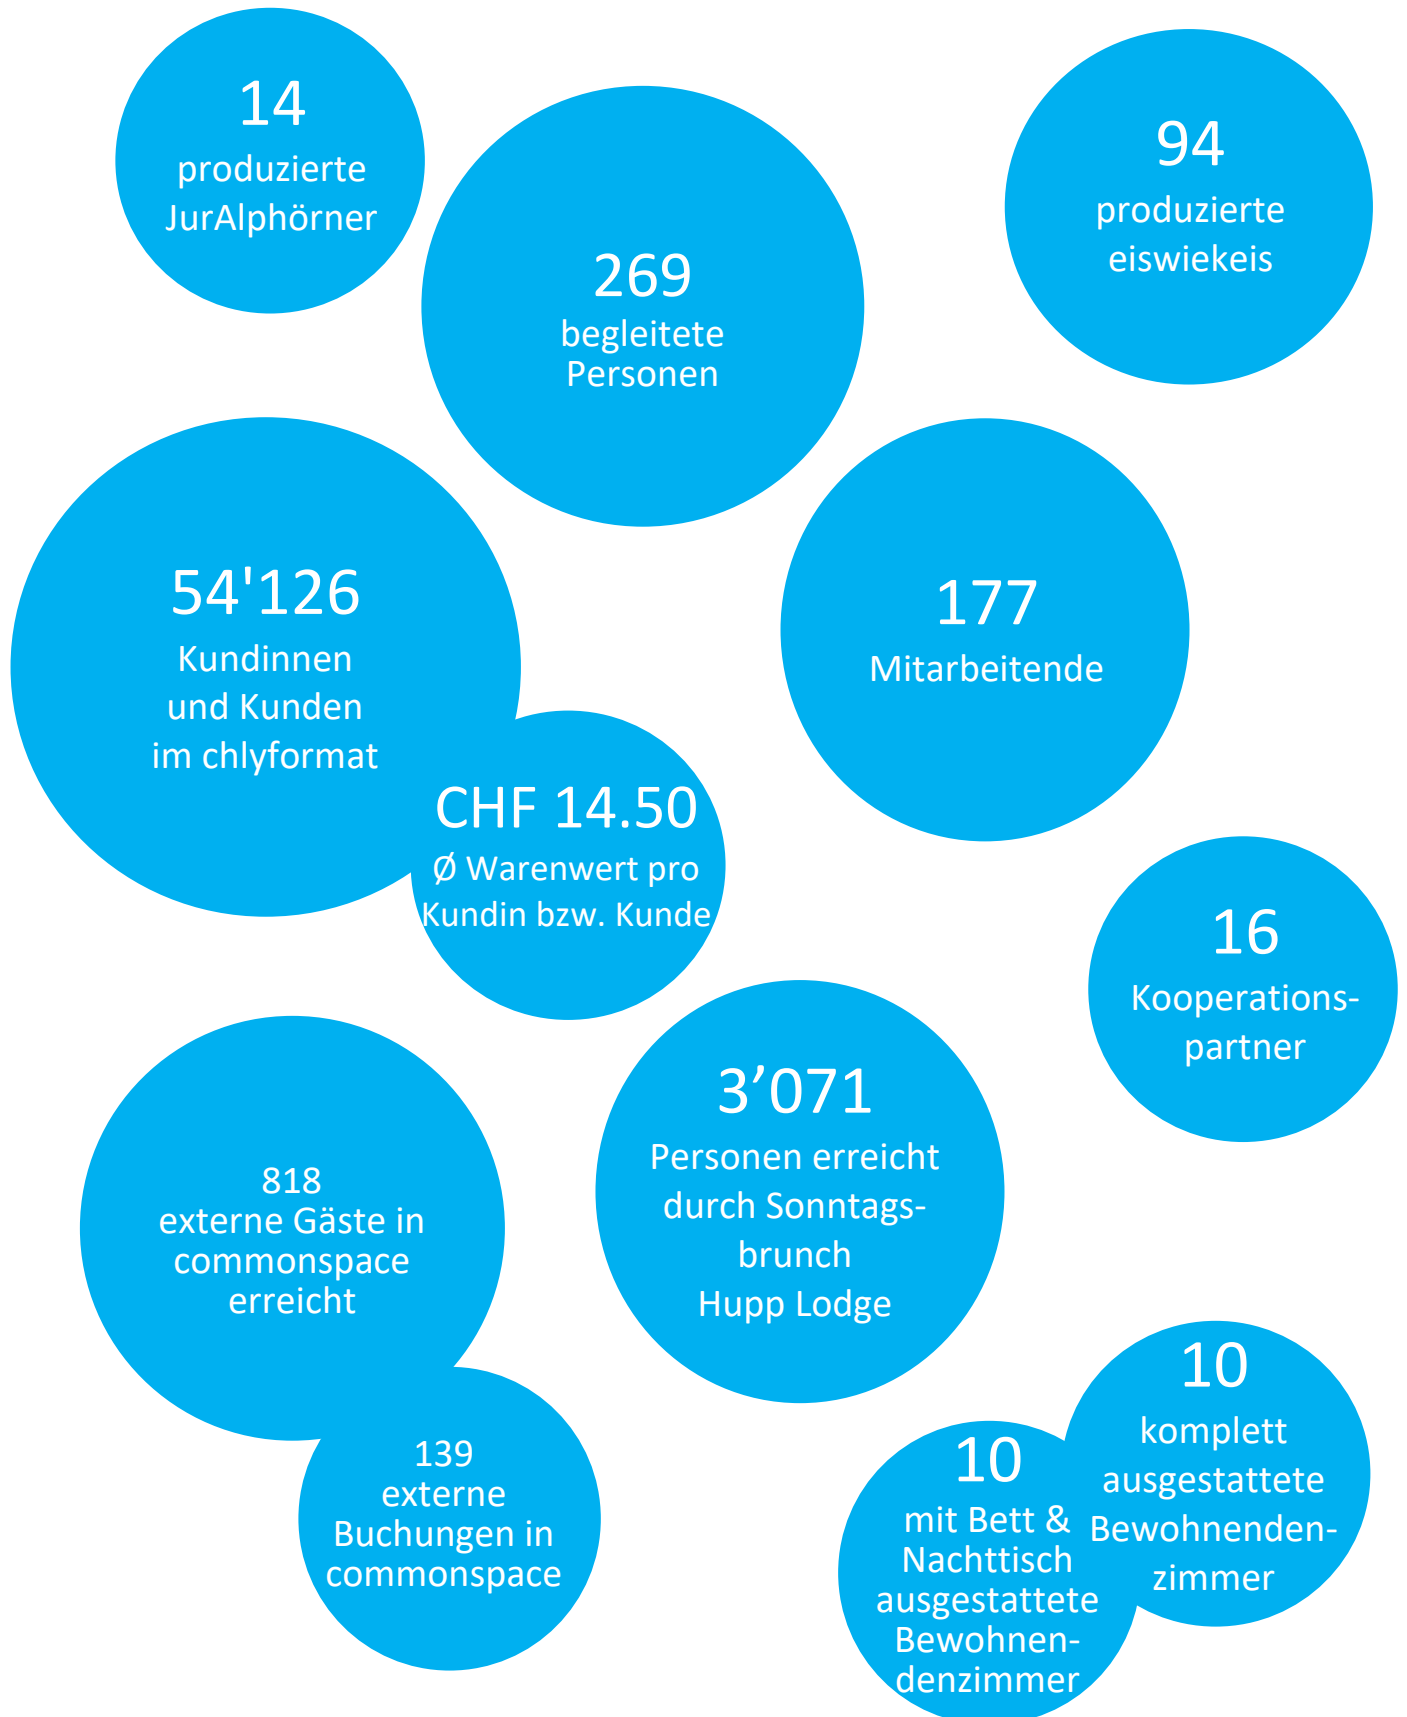 14
produzierte
JurAlphörner
94
produzierte
eiswiekeis
269
begleitete
Personen
54'126
Kundinnen
und Kunden
im chlyformat
177
Mitarbeitende
CHF 14.50
Ø Warenwert pro
Kundin bzw. Kunde
16
Kooperations-
partner
3’071
Personen erreicht
durch Sonntags-
brunch
Hupp Lodge
818
externe Gäste in
commonspace
erreicht
139
externe
Buchungen in
commonspace
10
komplett
ausgestattete
Bewohnenden-
zimmer
10
mit Bett &
Nachttisch
ausgestattete
Bewohnen-
denzimmer